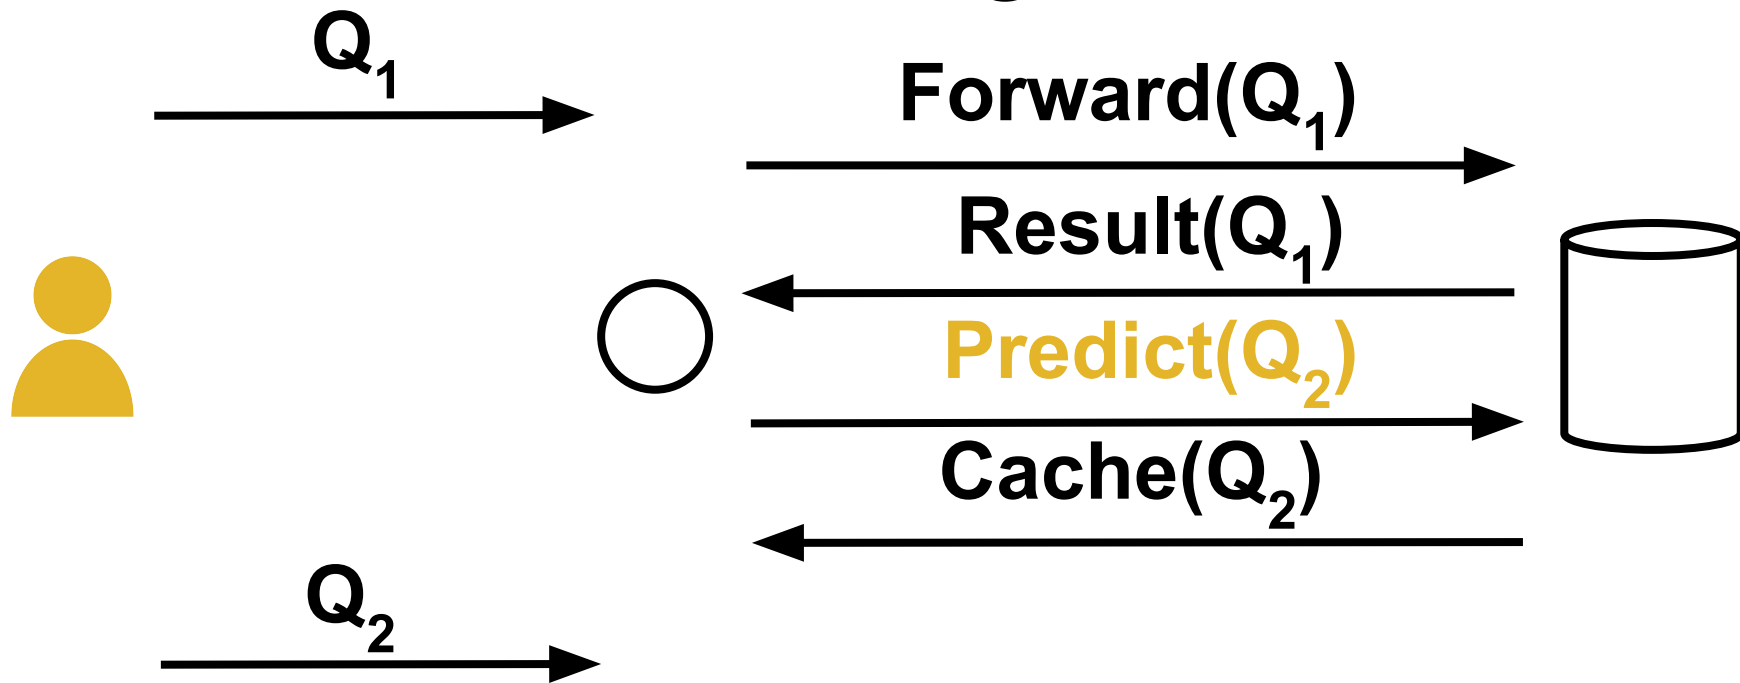 Q₁
Forward(Q₁)
Result(Q₁)
Predict(Q₂)
Cache(Q₂)
Q₂